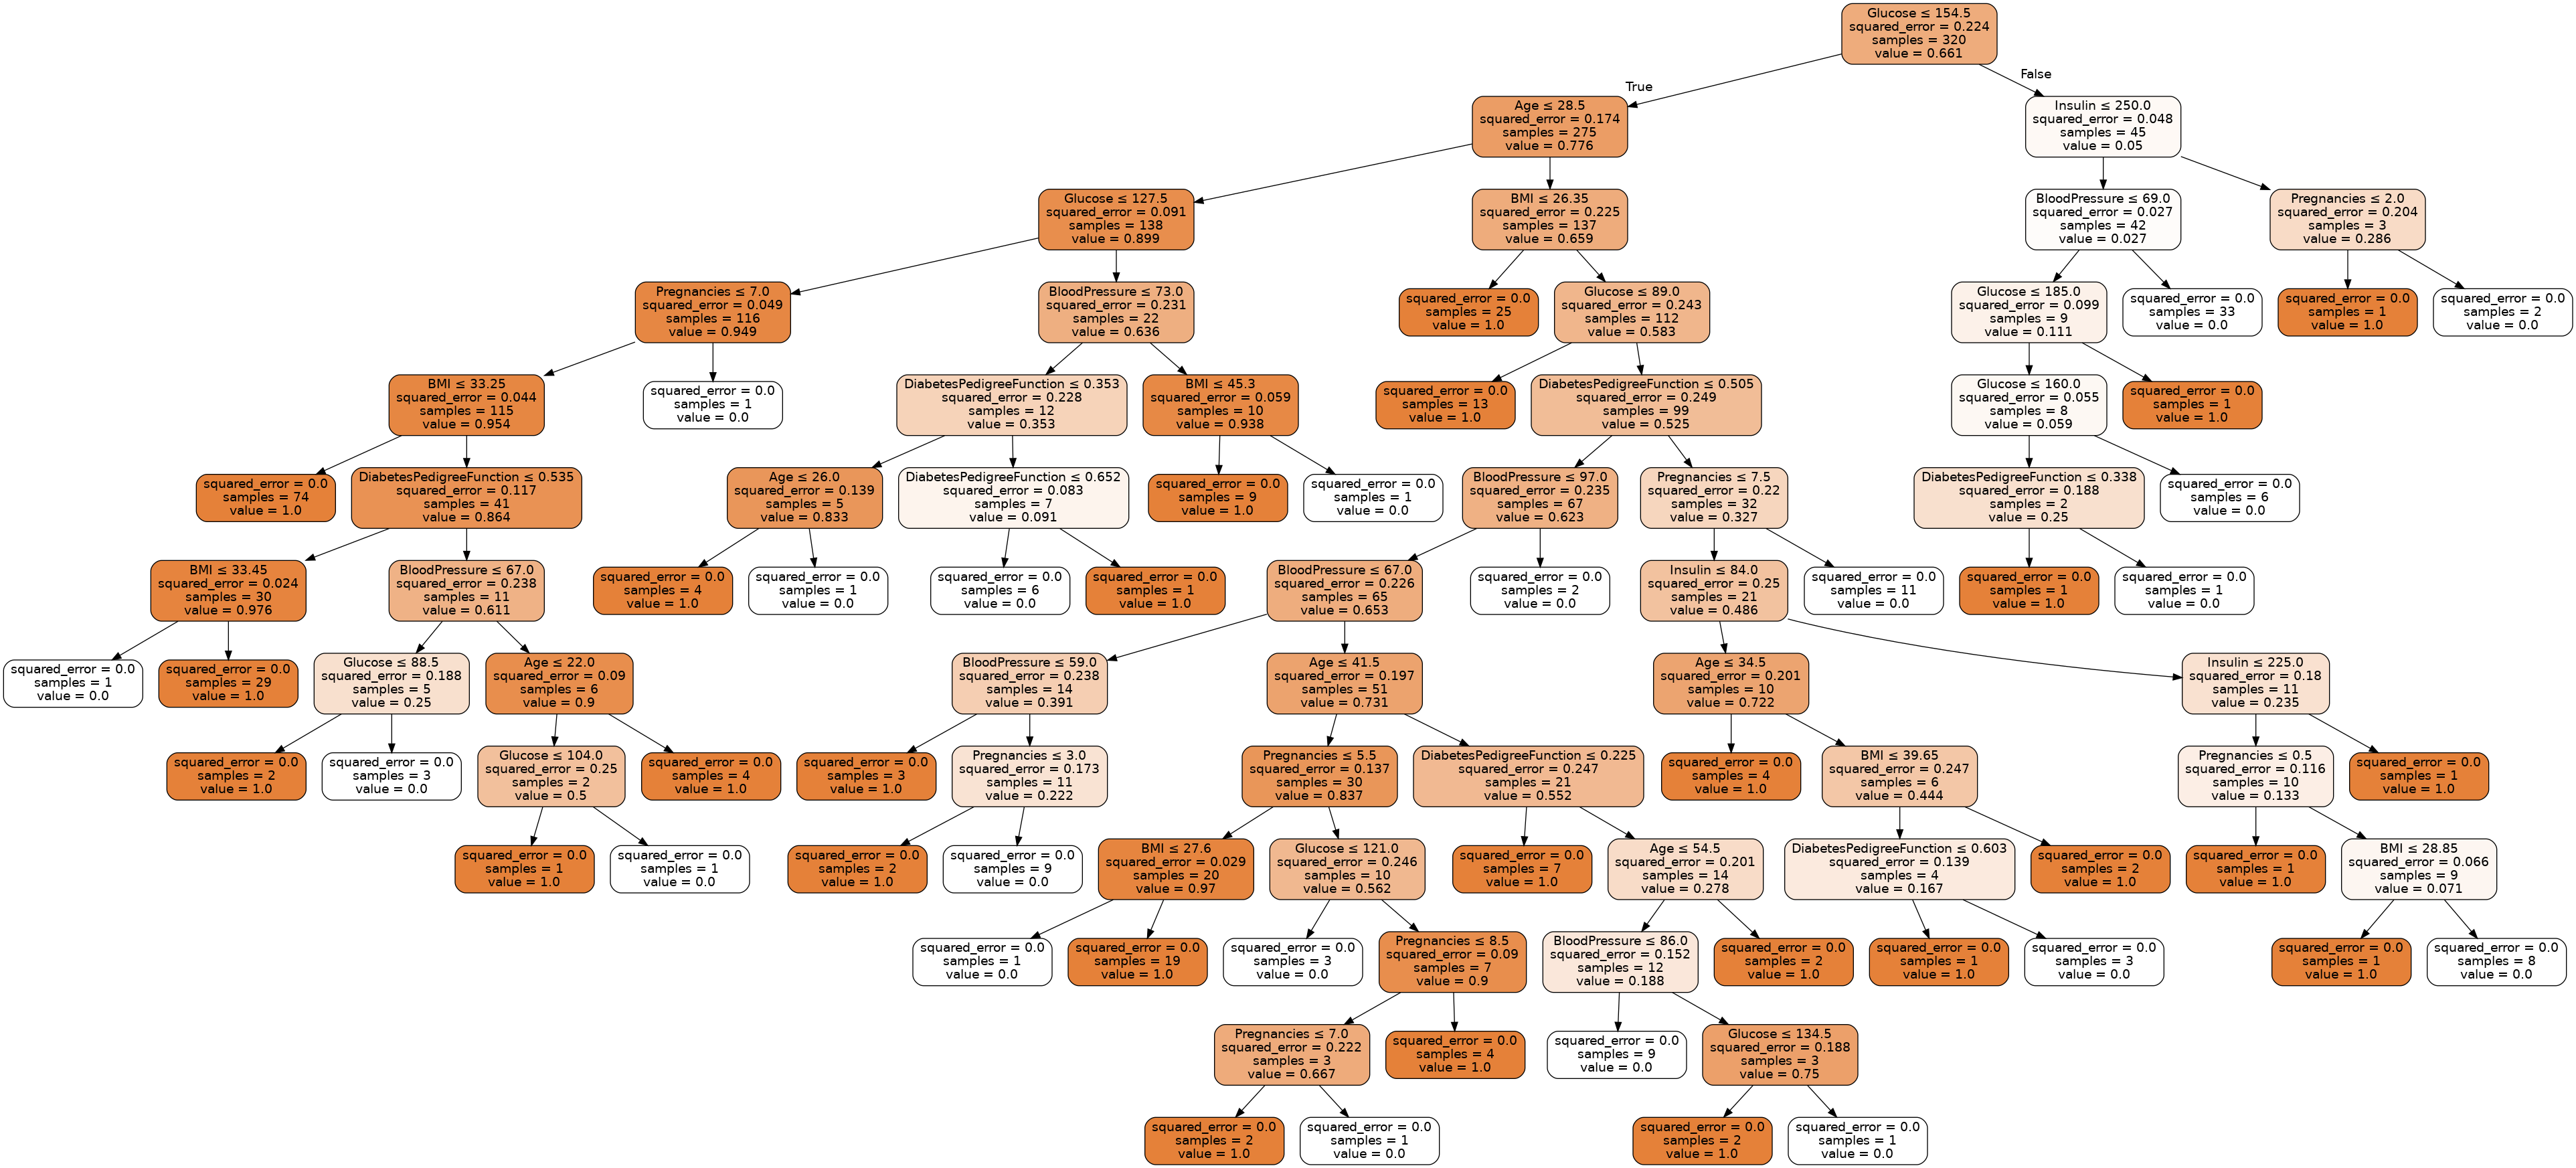 Glucose ≤ 154.5
squared_error = 0.224
samples = 320
value = 0.661
True
False
Age ≤ 28.5
squared_error = 0.174
samples = 275
value = 0.776
Insulin ≤ 250.0
squared_error = 0.048
samples = 45
value = 0.05
Glucose ≤ 127.5
squared_error = 0.091
samples = 138
value = 0.899
BMI ≤ 26.35
squared_error = 0.225
samples = 137
value = 0.659
BloodPressure ≤ 69.0
squared_error = 0.027
samples = 42
value = 0.027
Pregnancies ≤ 2.0
squared_error = 0.204
samples = 3
value = 0.286
Pregnancies ≤ 7.0
squared_error = 0.049
samples = 116
value = 0.949
BloodPressure ≤ 73.0
squared_error = 0.231
samples = 22
value = 0.636
squared_error = 0.0
samples = 25
value = 1.0
Glucose ≤ 89.0
squared_error = 0.243
samples = 112
value = 0.583
Glucose ≤ 185.0
squared_error = 0.099
samples = 9
value = 0.111
squared_error = 0.0
samples = 33
value = 0.0
squared_error = 0.0
samples = 1
value = 1.0
squared_error = 0.0
samples = 2
value = 0.0
BMI ≤ 33.25
squared_error = 0.044
samples = 115
value = 0.954
squared_error = 0.0
samples = 1
value = 0.0
DiabetesPedigreeFunction ≤ 0.353
squared_error = 0.228
samples = 12
value = 0.353
BMI ≤ 45.3
squared_error = 0.059
samples = 10
value = 0.938
squared_error = 0.0
samples = 13
value = 1.0
DiabetesPedigreeFunction ≤ 0.505
squared_error = 0.249
samples = 99
value = 0.525
Glucose ≤ 160.0
squared_error = 0.055
samples = 8
value = 0.059
squared_error = 0.0
samples = 1
value = 1.0
squared_error = 0.0
samples = 74
value = 1.0
DiabetesPedigreeFunction ≤ 0.535
squared_error = 0.117
samples = 41
value = 0.864
Age ≤ 26.0
squared_error = 0.139
samples = 5
value = 0.833
DiabetesPedigreeFunction ≤ 0.652
squared_error = 0.083
samples = 7
value = 0.091
squared_error = 0.0
samples = 9
value = 1.0
squared_error = 0.0
samples = 1
value = 0.0
BloodPressure ≤ 97.0
squared_error = 0.235
samples = 67
value = 0.623
Pregnancies ≤ 7.5
squared_error = 0.22
samples = 32
value = 0.327
DiabetesPedigreeFunction ≤ 0.338
squared_error = 0.188
samples = 2
value = 0.25
squared_error = 0.0
samples = 6
value = 0.0
BMI ≤ 33.45
squared_error = 0.024
samples = 30
value = 0.976
BloodPressure ≤ 67.0
squared_error = 0.238
samples = 11
value = 0.611
squared_error = 0.0
samples = 4
value = 1.0
squared_error = 0.0
samples = 1
value = 0.0
squared_error = 0.0
samples = 6
value = 0.0
squared_error = 0.0
samples = 1
value = 1.0
BloodPressure ≤ 67.0
squared_error = 0.226
samples = 65
value = 0.653
squared_error = 0.0
samples = 2
value = 0.0
Insulin ≤ 84.0
squared_error = 0.25
samples = 21
value = 0.486
squared_error = 0.0
samples = 11
value = 0.0
squared_error = 0.0
samples = 1
value = 1.0
squared_error = 0.0
samples = 1
value = 0.0
squared_error = 0.0
samples = 1
value = 0.0
squared_error = 0.0
samples = 29
value = 1.0
Glucose ≤ 88.5
squared_error = 0.188
samples = 5
value = 0.25
Age ≤ 22.0
squared_error = 0.09
samples = 6
value = 0.9
BloodPressure ≤ 59.0
squared_error = 0.238
samples = 14
value = 0.391
Age ≤ 41.5
squared_error = 0.197
samples = 51
value = 0.731
Age ≤ 34.5
squared_error = 0.201
samples = 10
value = 0.722
Insulin ≤ 225.0
squared_error = 0.18
samples = 11
value = 0.235
squared_error = 0.0
samples = 2
value = 1.0
squared_error = 0.0
samples = 3
value = 0.0
Glucose ≤ 104.0
squared_error = 0.25
samples = 2
value = 0.5
squared_error = 0.0
samples = 4
value = 1.0
squared_error = 0.0
samples = 3
value = 1.0
Pregnancies ≤ 3.0
squared_error = 0.173
samples = 11
value = 0.222
Pregnancies ≤ 5.5
squared_error = 0.137
samples = 30
value = 0.837
DiabetesPedigreeFunction ≤ 0.225
squared_error = 0.247
samples = 21
value = 0.552
squared_error = 0.0
samples = 4
value = 1.0
BMI ≤ 39.65
squared_error = 0.247
samples = 6
value = 0.444
Pregnancies ≤ 0.5
squared_error = 0.116
samples = 10
value = 0.133
squared_error = 0.0
samples = 1
value = 1.0
squared_error = 0.0
samples = 1
value = 1.0
squared_error = 0.0
samples = 1
value = 0.0
squared_error = 0.0
samples = 2
value = 1.0
squared_error = 0.0
samples = 9
value = 0.0
BMI ≤ 27.6
squared_error = 0.029
samples = 20
value = 0.97
Glucose ≤ 121.0
squared_error = 0.246
samples = 10
value = 0.562
squared_error = 0.0
samples = 7
value = 1.0
Age ≤ 54.5
squared_error = 0.201
samples = 14
value = 0.278
DiabetesPedigreeFunction ≤ 0.603
squared_error = 0.139
samples = 4
value = 0.167
squared_error = 0.0
samples = 2
value = 1.0
squared_error = 0.0
samples = 1
value = 1.0
BMI ≤ 28.85
squared_error = 0.066
samples = 9
value = 0.071
squared_error = 0.0
samples = 1
value = 0.0
squared_error = 0.0
samples = 19
value = 1.0
squared_error = 0.0
samples = 3
value = 0.0
Pregnancies ≤ 8.5
squared_error = 0.09
samples = 7
value = 0.9
BloodPressure ≤ 86.0
squared_error = 0.152
samples = 12
value = 0.188
squared_error = 0.0
samples = 2
value = 1.0
squared_error = 0.0
samples = 1
value = 1.0
squared_error = 0.0
samples = 3
value = 0.0
squared_error = 0.0
samples = 1
value = 1.0
squared_error = 0.0
samples = 8
value = 0.0
Pregnancies ≤ 7.0
squared_error = 0.222
samples = 3
value = 0.667
squared_error = 0.0
samples = 4
value = 1.0
squared_error = 0.0
samples = 9
value = 0.0
Glucose ≤ 134.5
squared_error = 0.188
samples = 3
value = 0.75
squared_error = 0.0
samples = 2
value = 1.0
squared_error = 0.0
samples = 1
value = 0.0
squared_error = 0.0
samples = 2
value = 1.0
squared_error = 0.0
samples = 1
value = 0.0